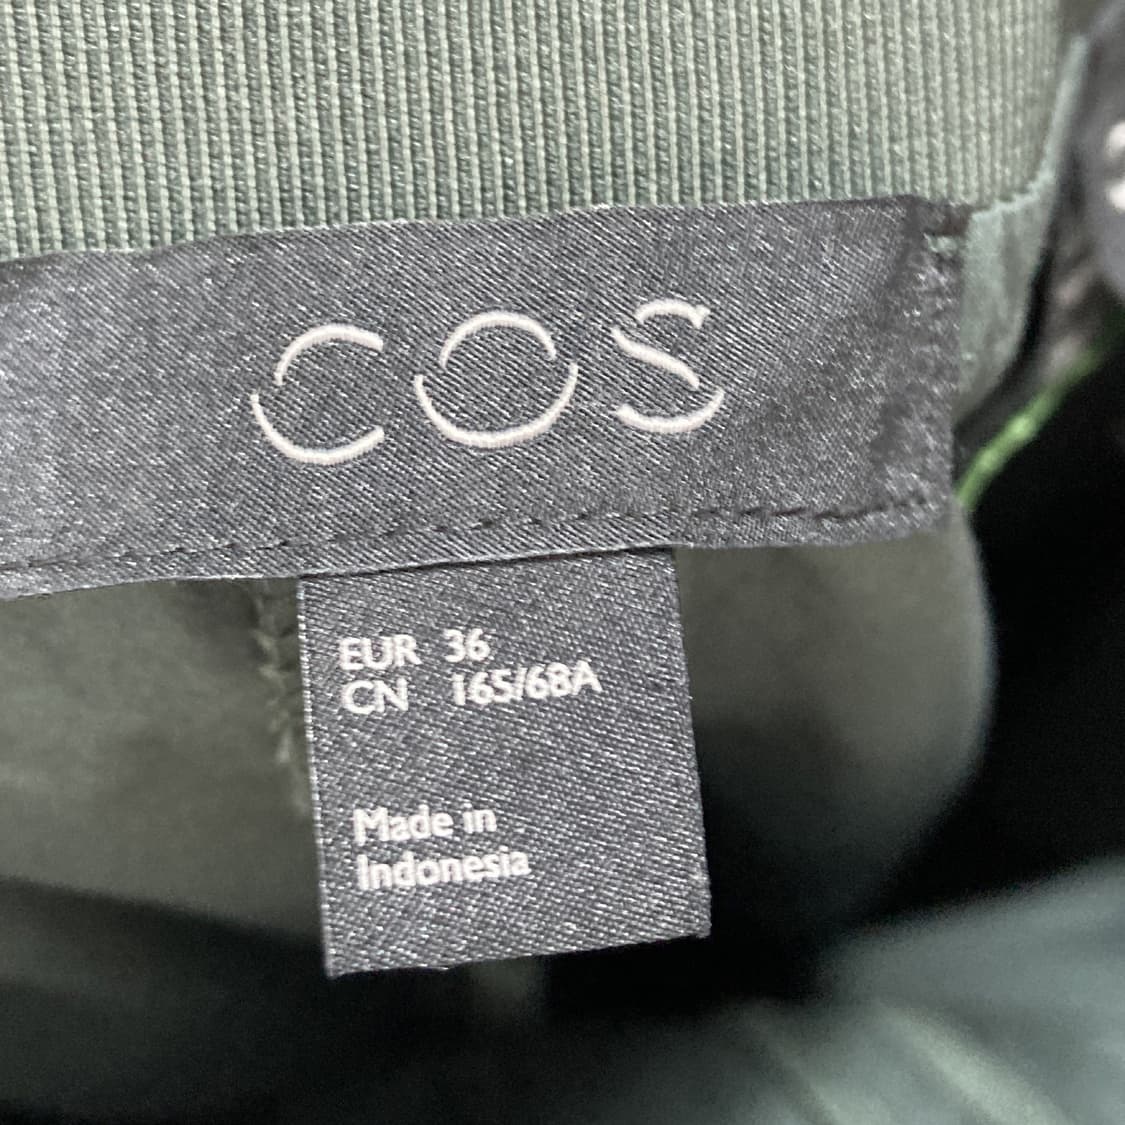 COS
EUR 36
CN 165/68A
Made in
Indonesia